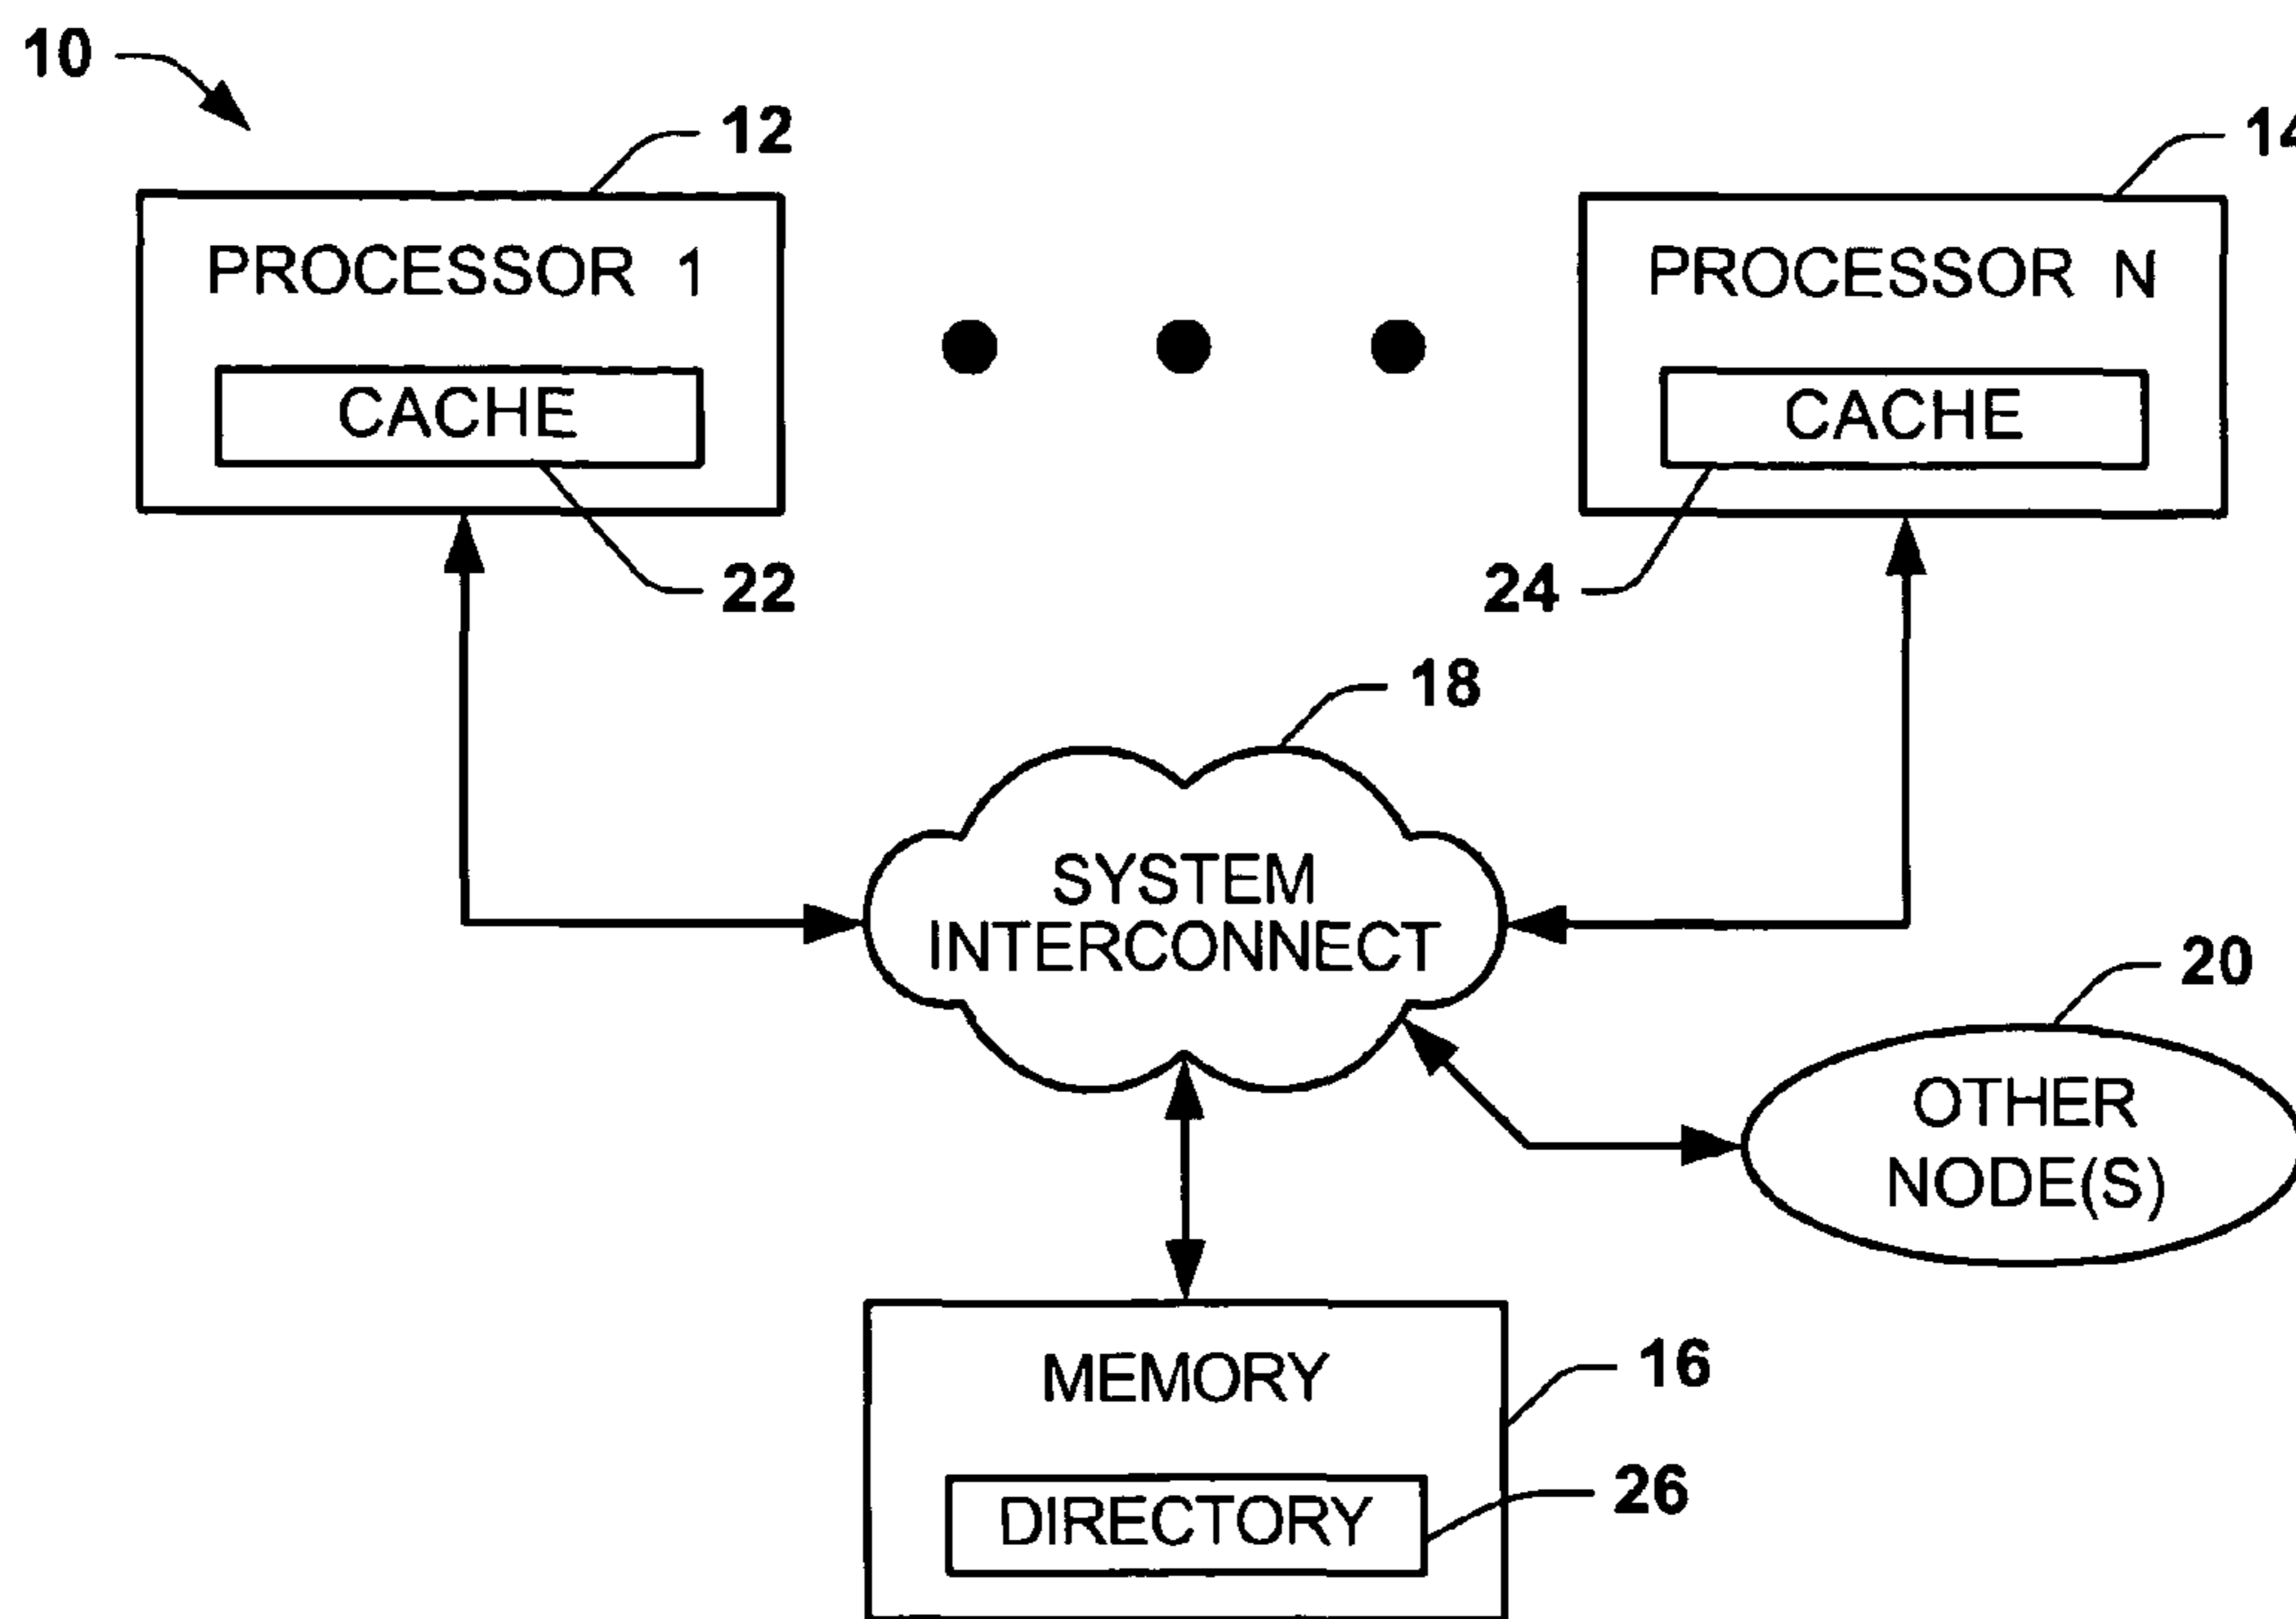 10
12
14
PROCESSOR 1
PROCESSOR N
CACHE
CACHE
22
24
18
SYSTEM
INTERCONNECT
20
OTHER
NODE(S)
MEMORY
16
DIRECTORY
26